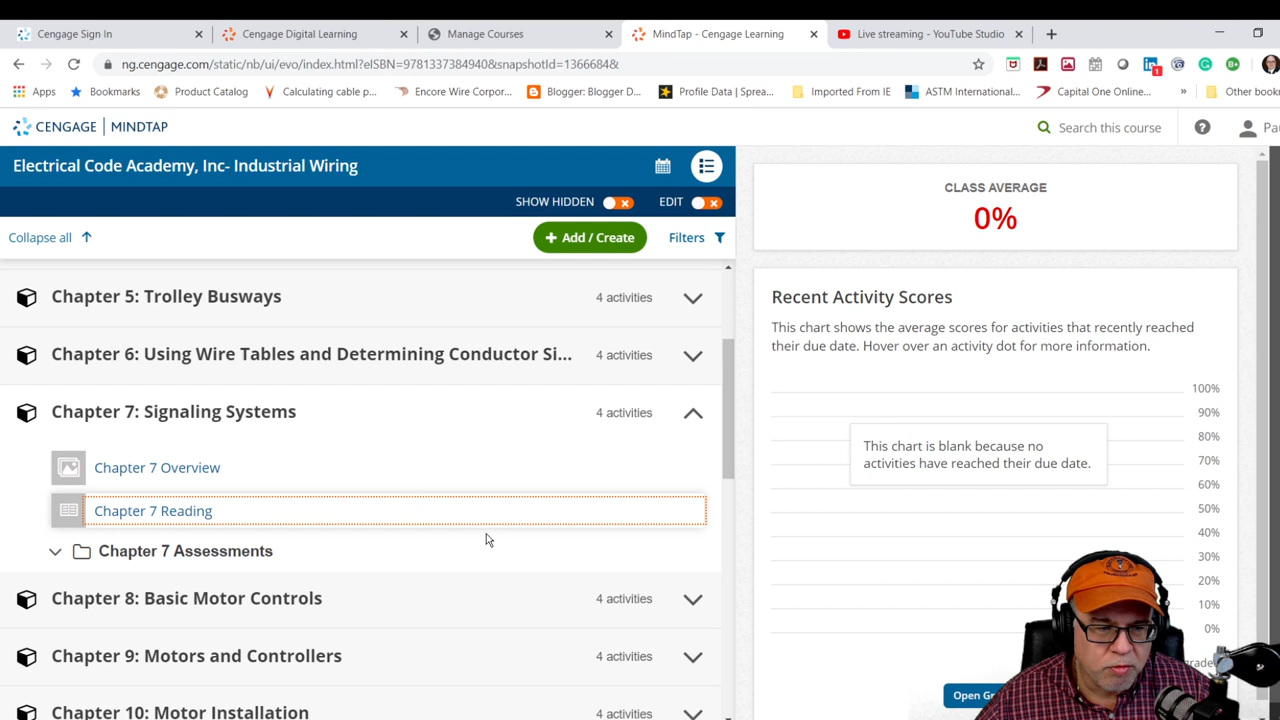 Cengage Sign In
Cengage Digital Learning
Manage Courses
MindTap - Cengage Learning
Live streaming - YouTube Studio
ng.cengage.com/static/nb/ui/evo/index.html?eISBN=9781337384940&snapshotId=1366684&
1
Apps
Bookmarks
Product Catalog
Calculating cable p...
Encore Wire Corpor...
Blogger: Blogger D...
Profile Data | Sprea...
Imported From IE
ASTM International...
Capital One Online...
»
Other book
CENGAGE | MINDTAP
Search this course
Pa
Electrical Code Academy, Inc- Industrial Wiring
SHOW HIDDEN
EDIT
Collapse all
+ Add / Create
Filters
Chapter 5: Trolley Busways
4 activities
Chapter 6: Using Wire Tables and Determining Conductor Si...
4 activities
Chapter 7: Signaling Systems
4 activities
Chapter 7 Overview
Chapter 7 Reading
Chapter 7 Assessments
Chapter 8: Basic Motor Controls
4 activities
Chapter 9: Motors and Controllers
4 activities
Chapter 10: Motor Installation
4 activities
CLASS AVERAGE
0%
Recent Activity Scores
This chart shows the average scores for activities that recently reached
their due date. Hover over an activity dot for more information.
100%
90%
80%
70%
60%
50%
40%
30%
20%
10%
0%
This chart is blank because no
activities have reached their due date.
Open Gr